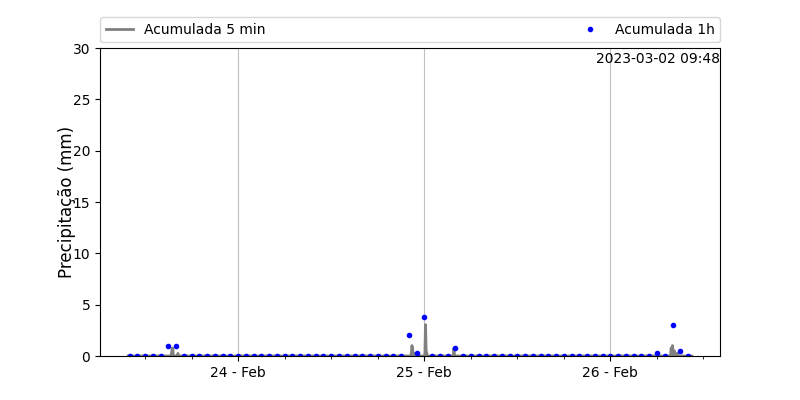 Acumulada 5 min
Acumulada 1h
2023-03-02 09:48
Precipitação (mm)
30
25
20
15
10
5
0
24 - Feb
25 - Feb
26 - Feb